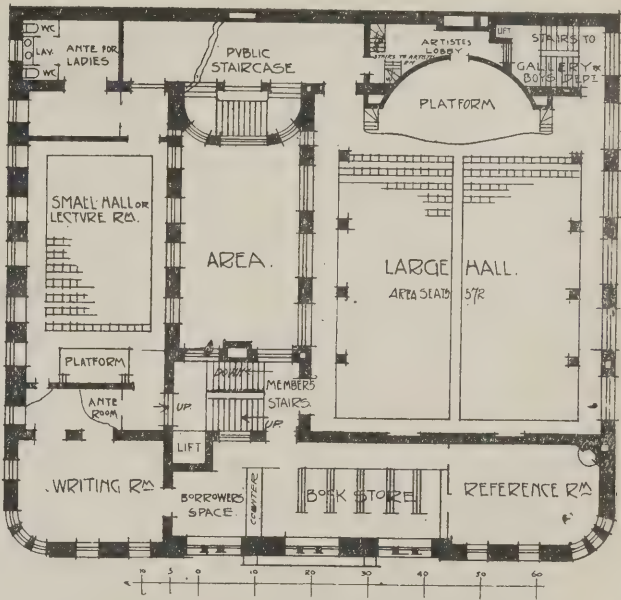 WC
LAV.
WC
ANTE FOR
LADIES
PVBLIC
STAIRCASE
ARTISTES
LOBBY
LIFT
STAIRS TO
GALLERY &
BOYS DEPT
PLATFORM
SMALL HALL OR
LECTURE RM.
AREA.
LARGE HALL.
AREA SEATS 572
PLATFORM
ANTE
ROOM
DOWN
MEMBERS
STAIRS.
UP.
UP.
LIFT
WRITING RM
BORROWERS
SPACE.
COUNTER
BOOK STORE
REFERENCE RM
10 5 0 10 20 30 40 50 60